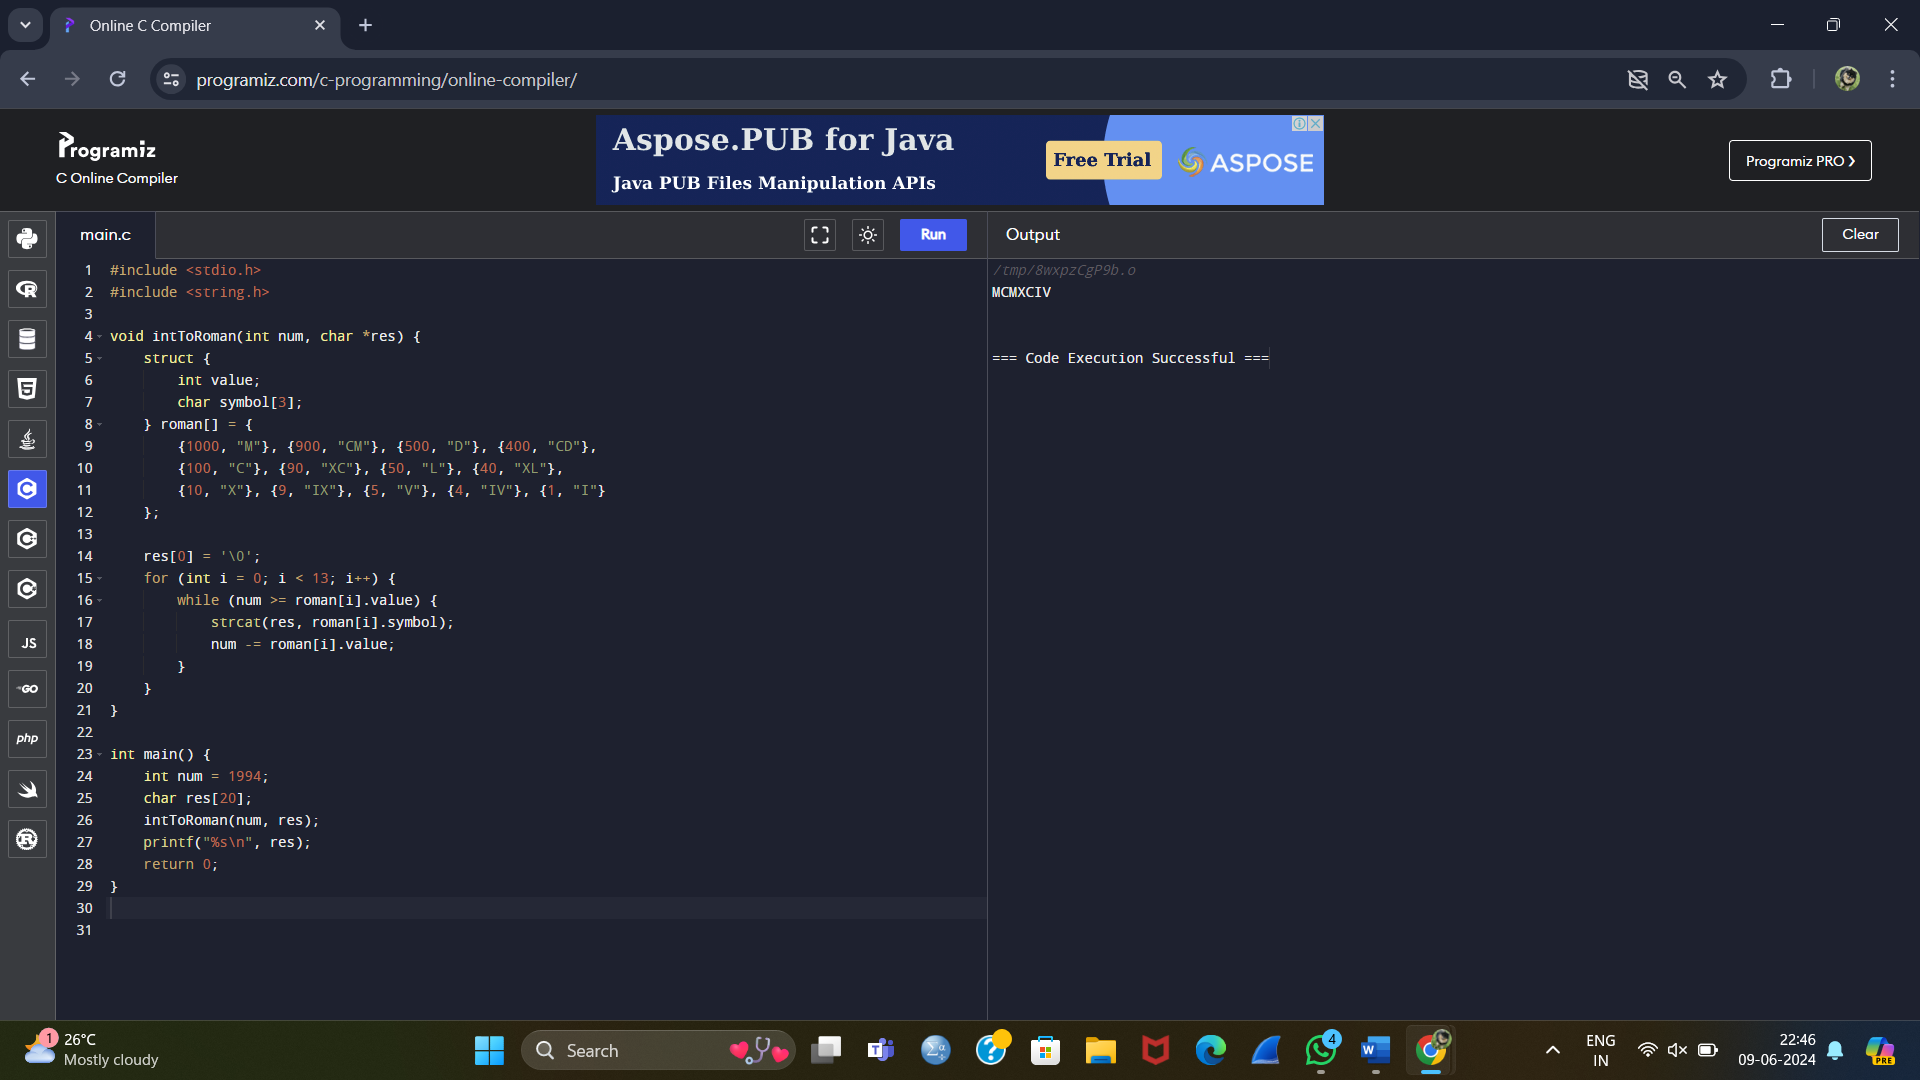 Online C Compiler
programiz.com/c-programming/online-compiler/
Programiz
C Online Compiler
Aspose.PUB for Java
Java PUB Files Manipulation APIs
Free Trial
ASPOSE
Programiz PRO ›
main.c
Run
Output
Clear
1 #include <stdio.h>
2 #include <string.h>
3
4 void intToRoman(int num, char *res) {
5     struct {
6         int value;
7         char symbol[3];
8     } roman[] = {
9         {1000, "M"}, {900, "CM"}, {500, "D"}, {400, "CD"},
10         {100, "C"}, {90, "XC"}, {50, "L"}, {40, "XL"},
11         {10, "X"}, {9, "IX"}, {5, "V"}, {4, "IV"}, {1, "I"}
12     };
13
14     res[0] = '\0';
15     for (int i = 0; i < 13; i++) {
16         while (num >= roman[i].value) {
17             strcat(res, roman[i].symbol);
18             num -= roman[i].value;
19         }
20     }
21 }
22
23 int main() {
24     int num = 1994;
25     char res[20];
26     intToRoman(num, res);
27     printf("%s\n", res);
28     return 0;
29 }
30
31
/tmp/8wxpzCgP9b.o
MCMXCIV
=== Code Execution Successful ===
JS
GO
php
1
26°C
Mostly cloudy
Search
4
ENG
IN
22:46
09-06-2024
PRE